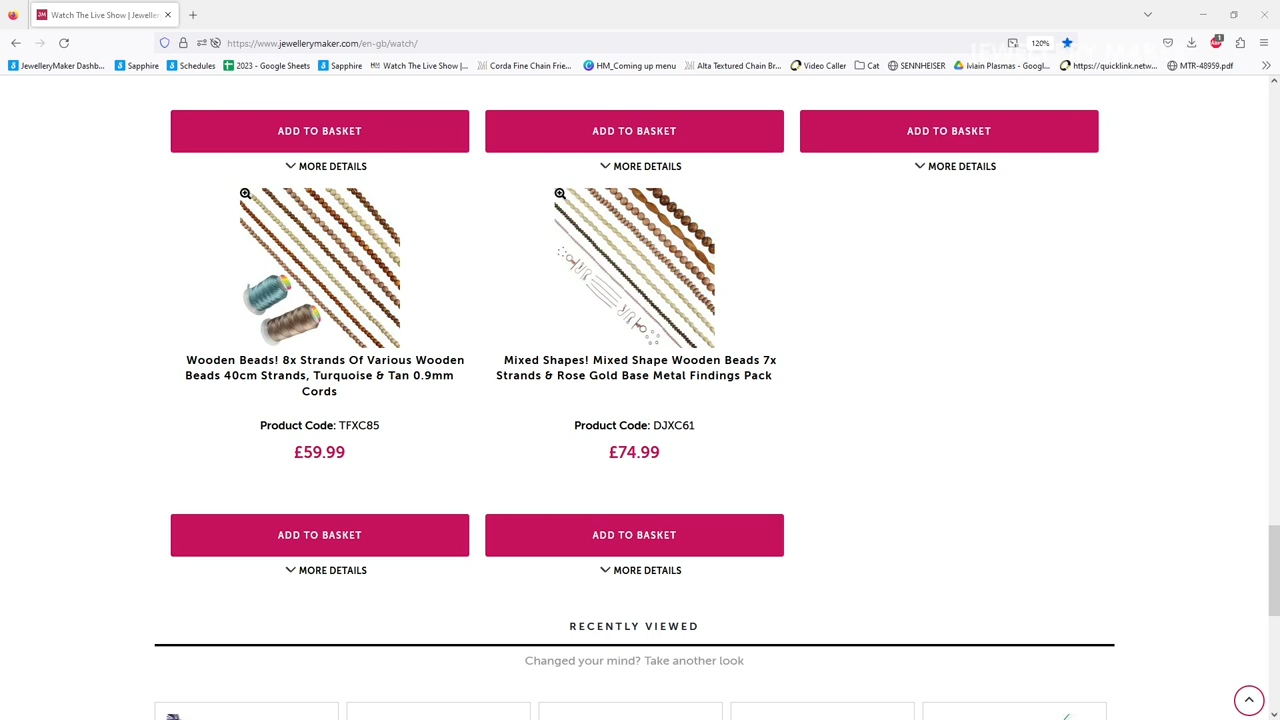 Watch The Live Show | Jeweller
https://www.jewellerymaker.com/en-gb/watch/
120%
JewelleryMaker Dashb...
Sapphire
Schedules
2023 - Google Sheets
Sapphire
Watch The Live Show |...
Corda Fine Chain Frie...
HM_Coming up menu
Alta Textured Chain Br...
Video Caller
Cat
SENNHEISER
Main Plasmas - Googl...
https://quicklink.netw...
MTR-48959.pdf
ADD TO BASKET
ADD TO BASKET
ADD TO BASKET
MORE DETAILS
MORE DETAILS
MORE DETAILS
Wooden Beads! 8x Strands Of Various Wooden
Beads 40cm Strands, Turquoise & Tan 0.9mm
Cords
Product Code: TFXC85
£59.99
ADD TO BASKET
MORE DETAILS
Mixed Shapes! Mixed Shape Wooden Beads 7x
Strands & Rose Gold Base Metal Findings Pack
Product Code: DJXC61
£74.99
ADD TO BASKET
MORE DETAILS
RECENTLY VIEWED
Changed your mind? Take another look